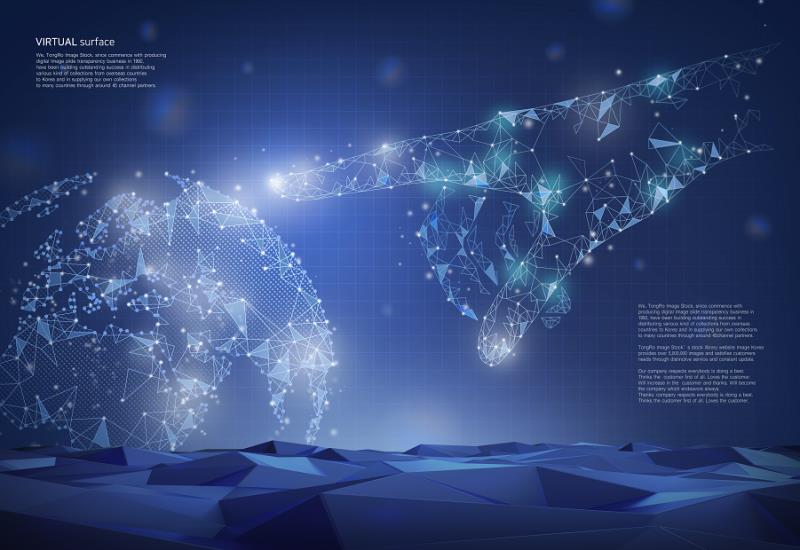 VIRTUAL surface
We, TongRo Image Stock, since commence with producing
digital image slide transparency business in 1992,
have been building outstanding success in distributing
various kind of collections from overseas countries
to Korea and in supplying our own collections
to many countries through around 45 channel partners.
We, TongRo Image Stock, since commence with
producing digital image slide transparency business in
1992, have been building outstanding success in
distributing various kind of collections from overseas
countries to Korea and in supplying our own collections
to many countries through around 45channel partners.
TongRo Image Stock' s stock library website Image Korea
provides over 5,800,000 images and satisfies customers
needs through distinctive service and constant update.
Our company respects everybody is doing a best.
Thinks the customer first of all. Loves the customer.
Will increase in the customer and thanks. Will become
the company which endeavors always.
Thanks; company respects everybody is doing a best.
Thinks the customer first of all. Loves the customer.